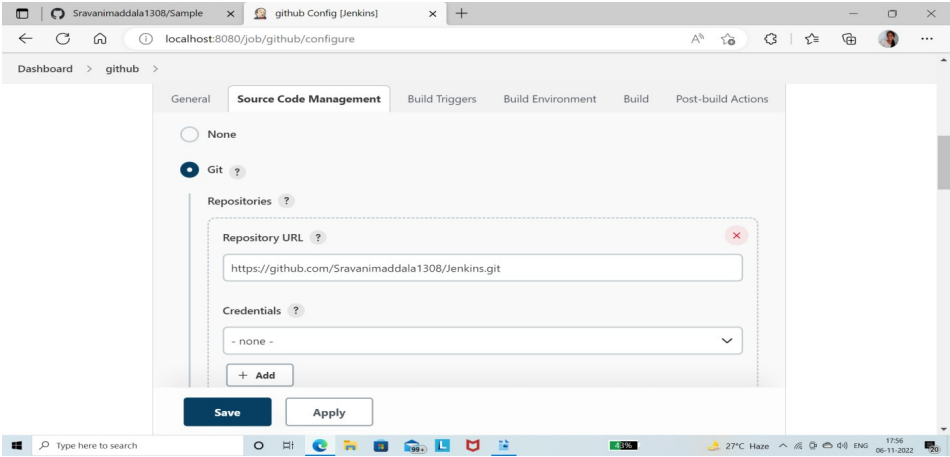 Sravanimaddala1308/Sample
github Config [Jenkins]
localhost:8080/job/github/configure
Dashboard > github >
General Source Code Management Build Triggers Build Environment Build Post-build Actions
None
Git ?
Repositories ?
Repository URL ?
https://github.com/Sravanimaddala1308/Jenkins.git
Credentials ?
- none -
+ Add
Save Apply
Type here to search 99+ L 43% 27°C Haze ENG 17:56
06-11-2022 20